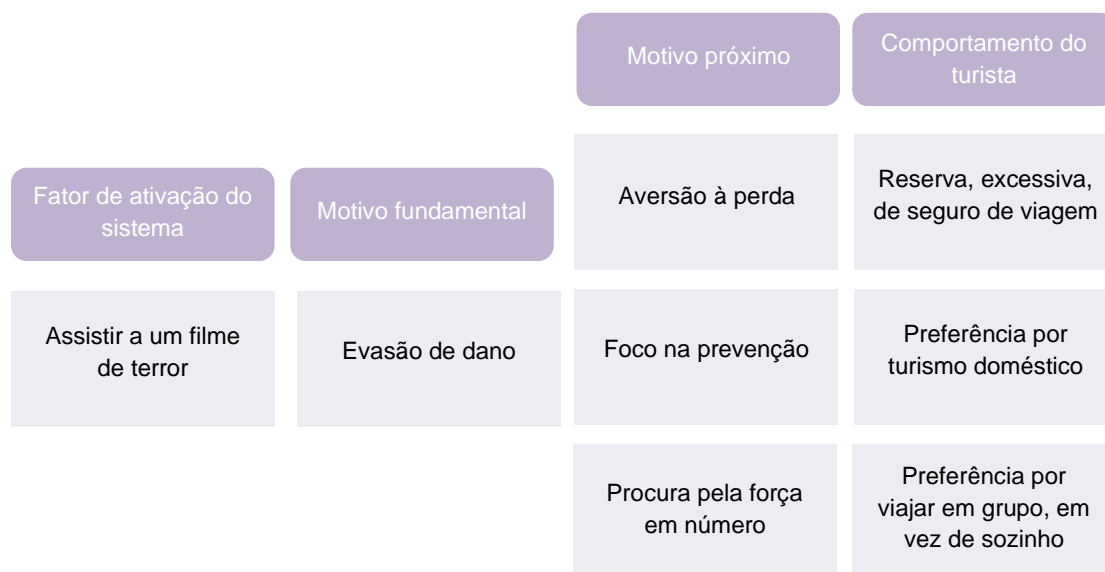 Motivo próximo
Comportamento do
turista
Fator de ativação do
sistema
Motivo fundamental
Aversão à perda
Reserva, excessiva,
de seguro de viagem
Assistir a um filme
de terror
Evasão de dano
Foco na prevenção
Preferência por
turismo doméstico
Procura pela força
em número
Preferência por
viajar em grupo, em
vez de sozinho